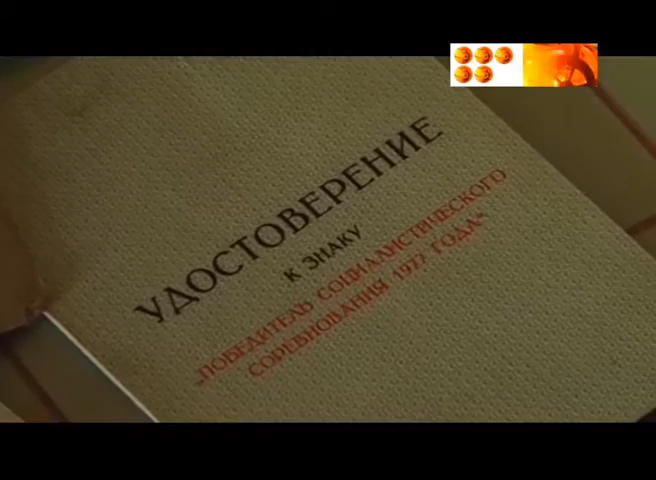 УДОСТОВЕРЕНИЕ
К ЗНАКУ
„ПОБЕДИТЕЛЬ СОЦИАЛИСТИЧЕСКОГО
СОРЕВНОВАНИЯ 1977 ГОДА“